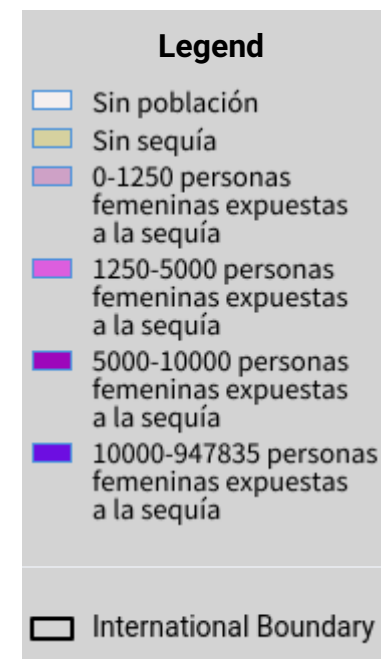 Legend
Sin población
Sin sequía
0-1250 personas
femeninas expuestas
a la sequía
1250-5000 personas
femeninas expuestas
a la sequía
5000-10000 personas
femeninas expuestas
a la sequía
10000-947835 personas
femeninas expuestas
a la sequía
International Boundary